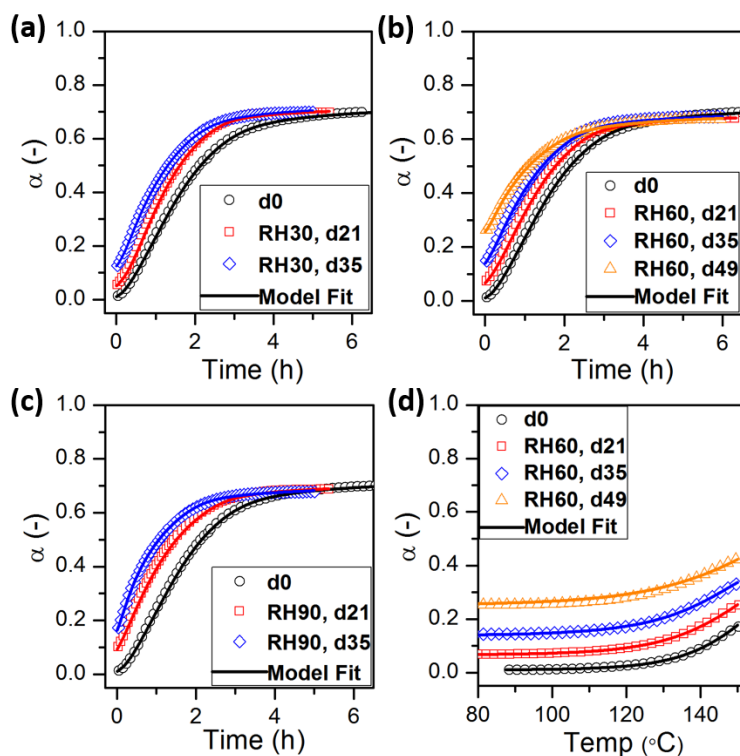 (a)
1.0
0.8
0.6
0.4
0.2
0.0
α (-)
d0
RH30, d21
RH30, d35
Model Fit
0 2 4 6
Time (h)
(b)
1.0
0.8
0.6
0.4
0.2
0.0
α (-)
d0
RH60, d21
RH60, d35
RH60, d49
Model Fit
0 2 4 6
Time (h)
(c)
1.0
0.8
0.6
0.4
0.2
0.0
α (-)
d0
RH90, d21
RH90, d35
Model Fit
0 2 4 6
Time (h)
(d)
1.0
0.8
0.6
0.4
0.2
0.0
α (-)
d0
RH60, d21
RH60, d35
RH60, d49
Model Fit
80 100 120 140
Temp (°C)